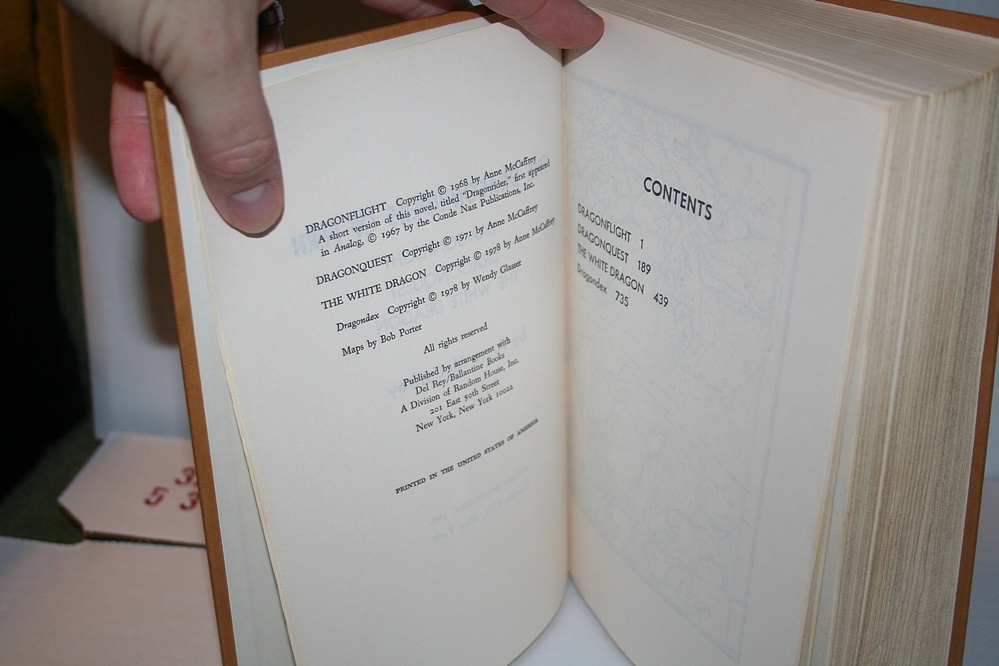 DRAGONFLIGHT Copyright © 1968 by Anne McCaffrey
A short version of this novel, titled "Dragonrider," first appeared
in Analog, © 1967 by the Conde Nast Publications, Inc.
DRAGONQUEST Copyright © 1971 by Anne McCaffrey
THE WHITE DRAGON Copyright © 1978 by Anne McCaffrey
Dragondex Copyright © 1978 by Wendy Glasser
Maps by Bob Porter
All rights reserved
Published by arrangement with
Del Rey/Ballantine Books
A Division of Random House, Inc.
201 East 50th Street
New York, New York 10022
PRINTED IN THE UNITED STATES OF AMERICA
CONTENTS
DRAGONFLIGHT 1
DRAGONQUEST 189
THE WHITE DRAGON 439
Dragondex 735